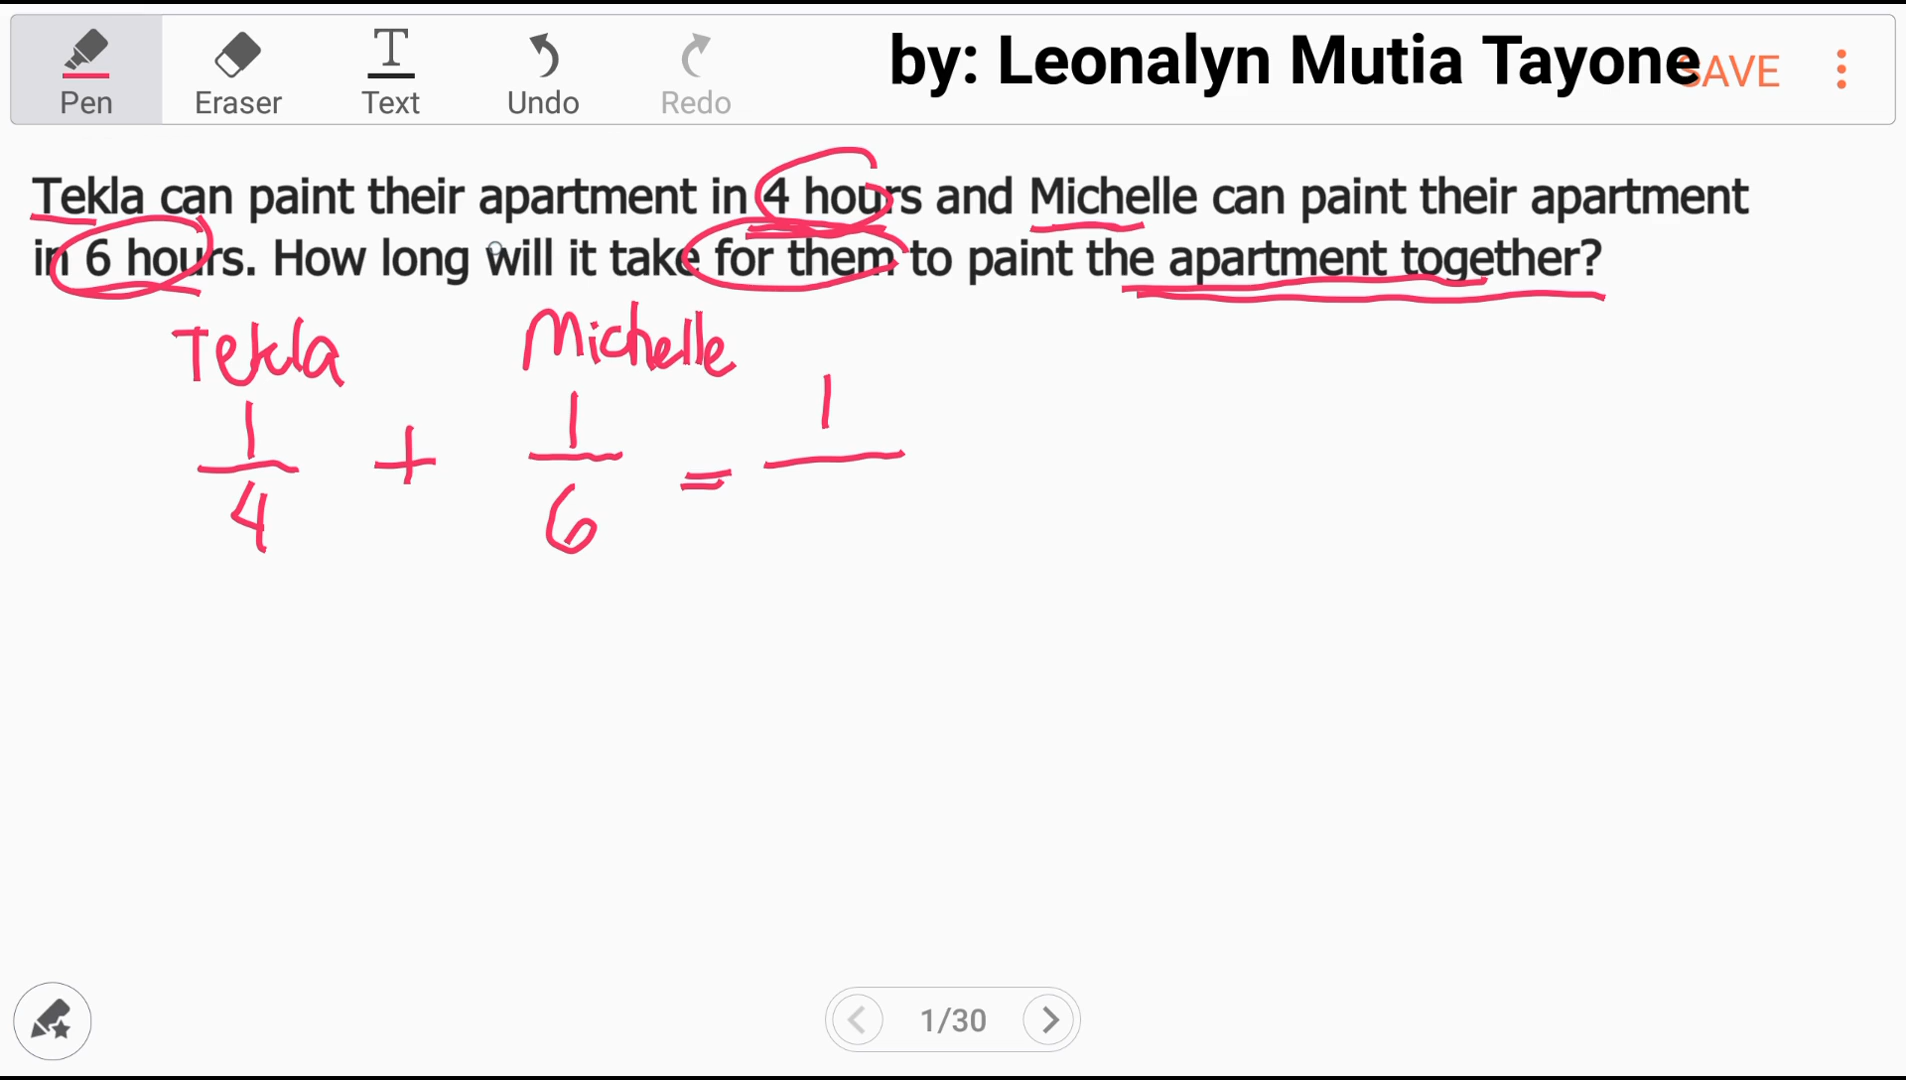 Pen
Eraser
Text
Undo
Redo
by: Leonalyn Mutia Tayone
SAVE
Tekla can paint their apartment in 4 hours and Michelle can paint their apartment
in 6 hours. How long will it take for them to paint the apartment together?
Tekla Michelle
1/4 + 1/6 = 1/
1/30